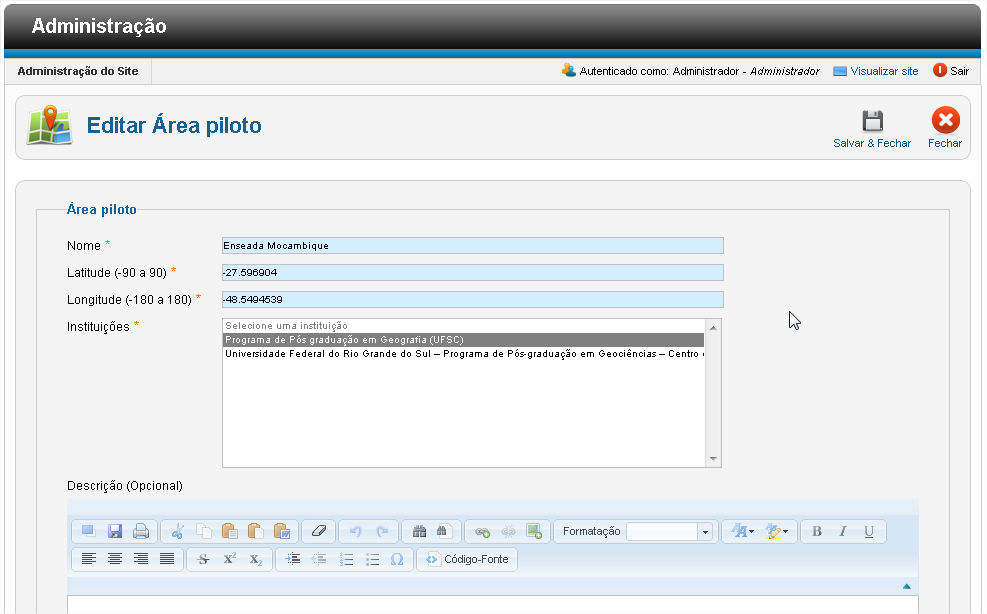 Administração
Administração do Site
Autenticado como: Administrador - Administrador
Visualizar site
Sair
Editar Área piloto
Salvar & Fechar
Fechar
Área piloto
Nome *
Enseada Mocambique
Latitude (-90 a 90) *
-27.596904
Longitude (-180 a 180) *
-48.5494539
Instituições *
Selecione uma instituição
Programa de Pós graduação em Geografia (UFSC)
Universidade Federal do Rio Grande do Sul – Programa de Pós-graduação em Geociências – Centro
Descrição (Opcional)
Formatação
B I U
S x² x₂
Ω
Código-Fonte